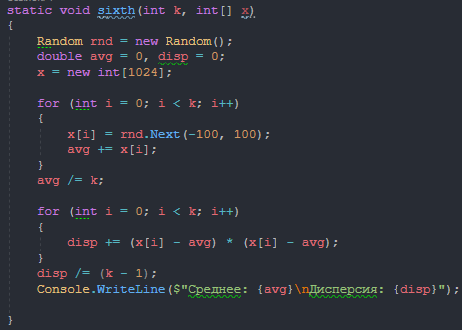 static void sixth(int k, int[] x)
{
Random rnd = new Random();
double avg = 0, disp = 0;
x = new int[1024];
for (int i = 0; i < k; i++)
{
x[i] = rnd.Next(-100, 100);
avg += x[i];
}
avg /= k;
for (int i = 0; i < k; i++)
{
disp += (x[i] - avg) * (x[i] - avg);
}
disp /= (k - 1);
Console.WriteLine($"Среднее: {avg}\nДисперсия: {disp}");
}